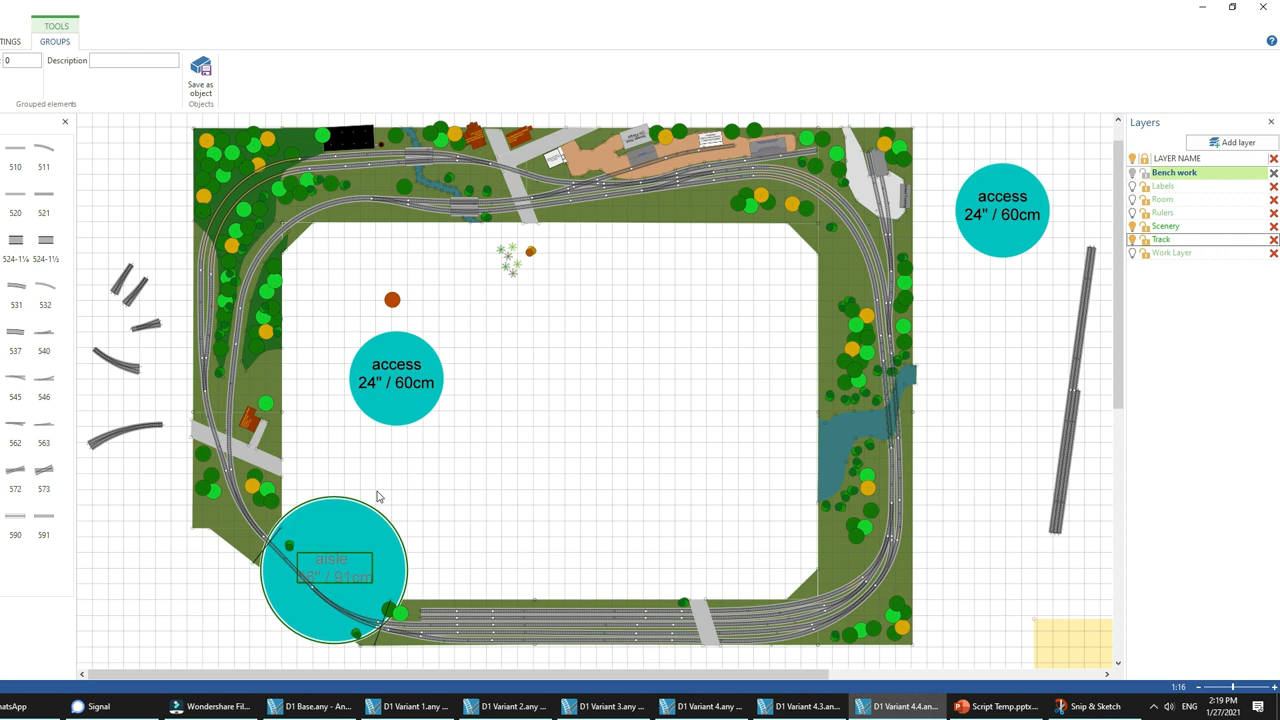 TOOLS
TINGS
GROUPS
: 0
Description
Save as
object
Grouped elements
Objects
Layers
Add layer
LAYER NAME
Bench work
Labels
Room
Rulers
Scenery
Track
Work Layer
510 511
520 521
524-1¼ 524-1½
531 532
537 540
545 546
562 563
572 573
590 591
access
24" / 60cm
access
24" / 60cm
aisle
36" / 91cm
1:16
hatsApp
Signal
Wondershare Fil...
D1 Base.any - An...
D1 Variant 1.any ...
D1 Variant 2.any ...
D1 Variant 3.any ...
D1 Variant 4.any ...
D1 Variant 4.3.an...
D1 Variant 4.4.an...
Script Temp.pptx...
Snip & Sketch
ENG
2:19 PM
1/27/2021